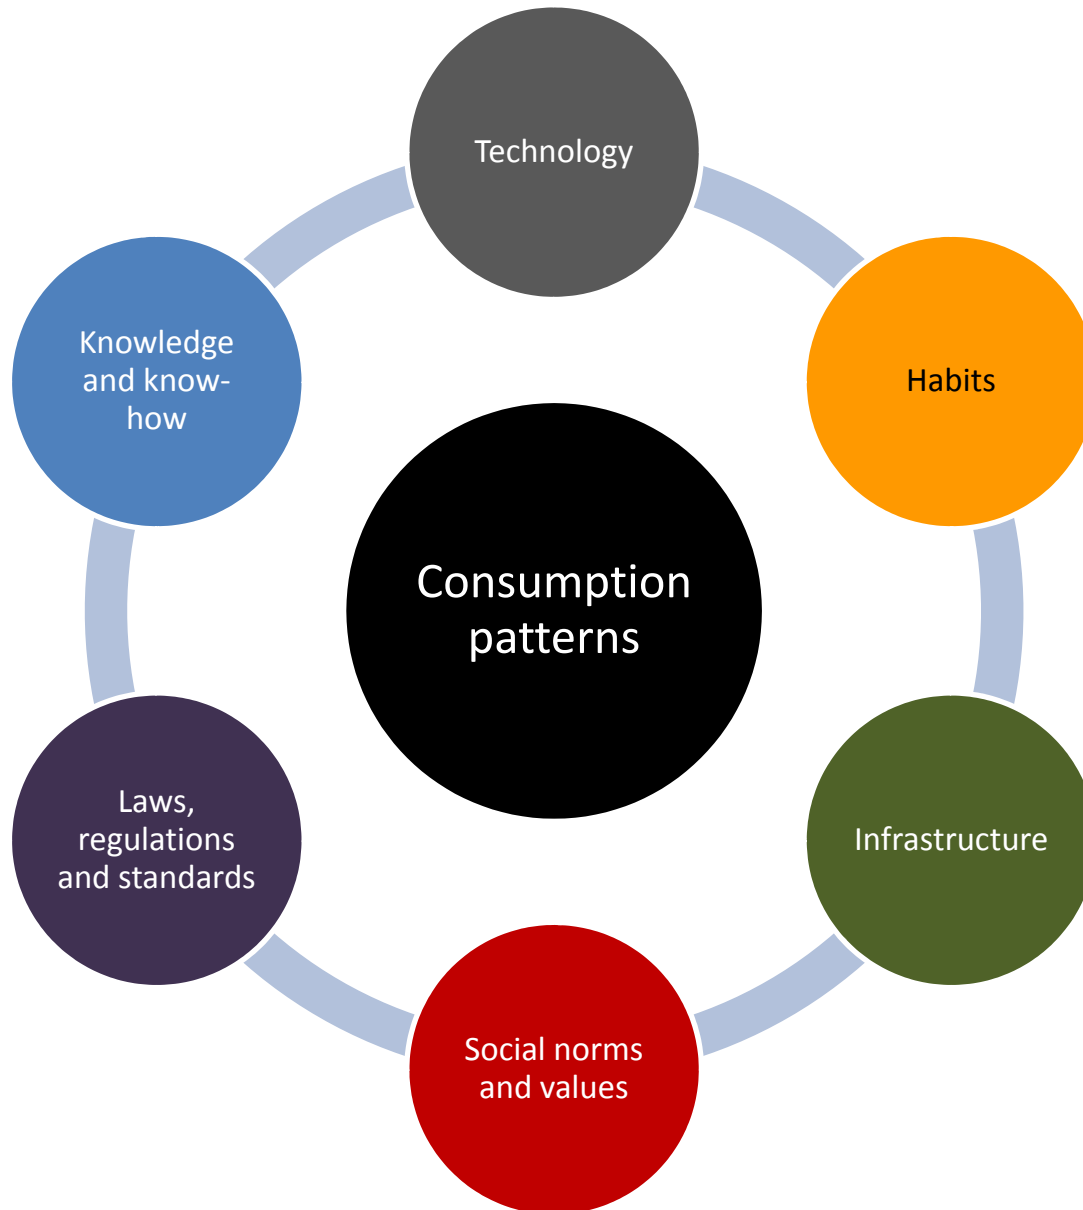 Technology
Habits
Infrastructure
Social norms
and values
Laws,
regulations
and standards
Knowledge
and know-
how
Consumption
patterns